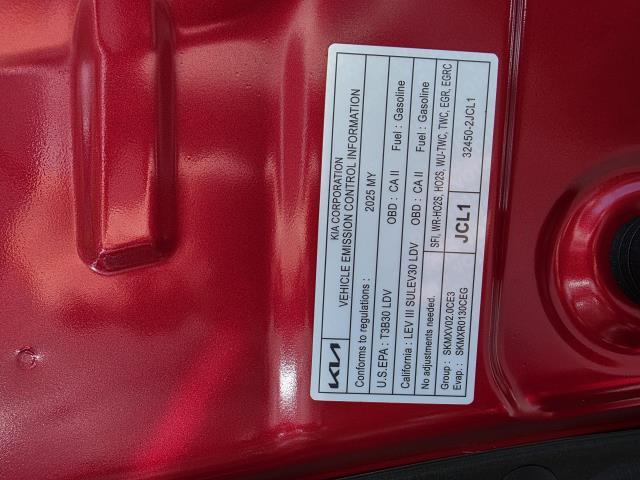 KIA
KIA CORPORATION
VEHICLE EMISSION CONTROL INFORMATION
Conforms to regulations : 2025 MY
U.S.EPA : T3B30 LDV OBD : CA II Fuel : Gasoline
California : LEV III SULEV30 LDV OBD : CA II Fuel : Gasoline
No adjustments needed. SFI, WR-HO2S, HO2S, WU-TWC, TWC, EGR, EGRC
Group : SKMXV02.0CE3
Evap. : SKMXR0130CEG
JCL1
32450-2JCL1